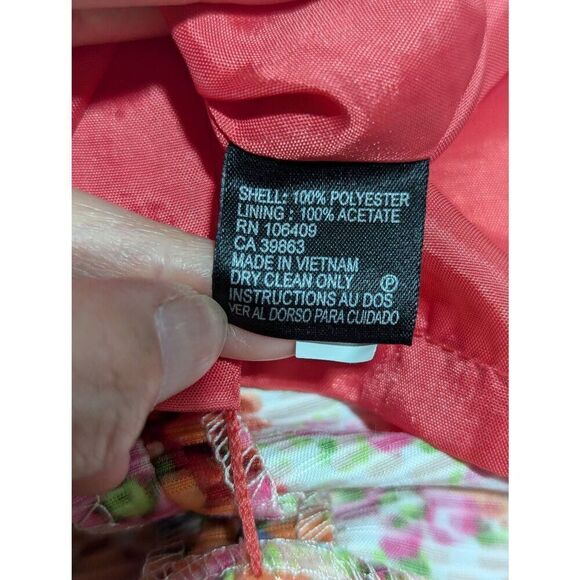 SHELL: 100% POLYESTER
LINING : 100% ACETATE
RN 106409
CA 39863
MADE IN VIETNAM
DRY CLEAN ONLY Ⓟ
INSTRUCTIONS AU DOS
VER AL DORSO PARA CUIDADO